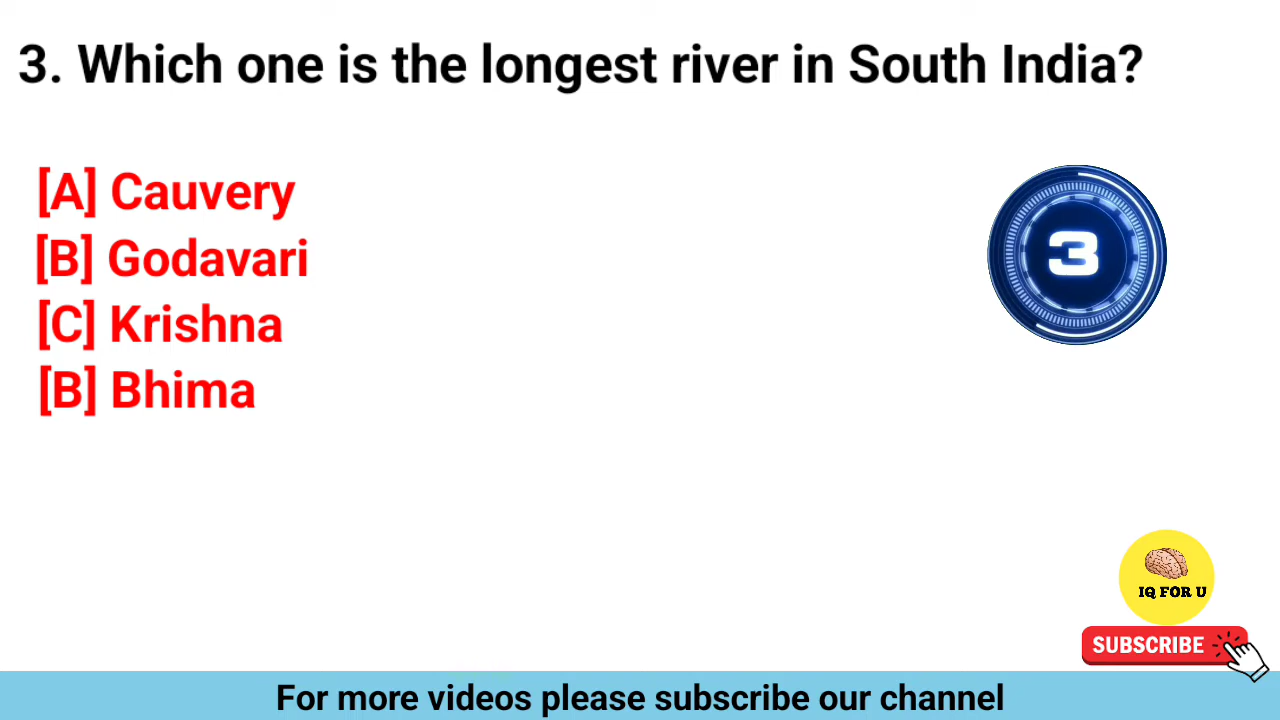 3. Which one is the longest river in South India?
[A] Cauvery
[B] Godavari
[C] Krishna
[B] Bhima
3
IQ FOR U
SUBSCRIBE
For more videos please subscribe our channel